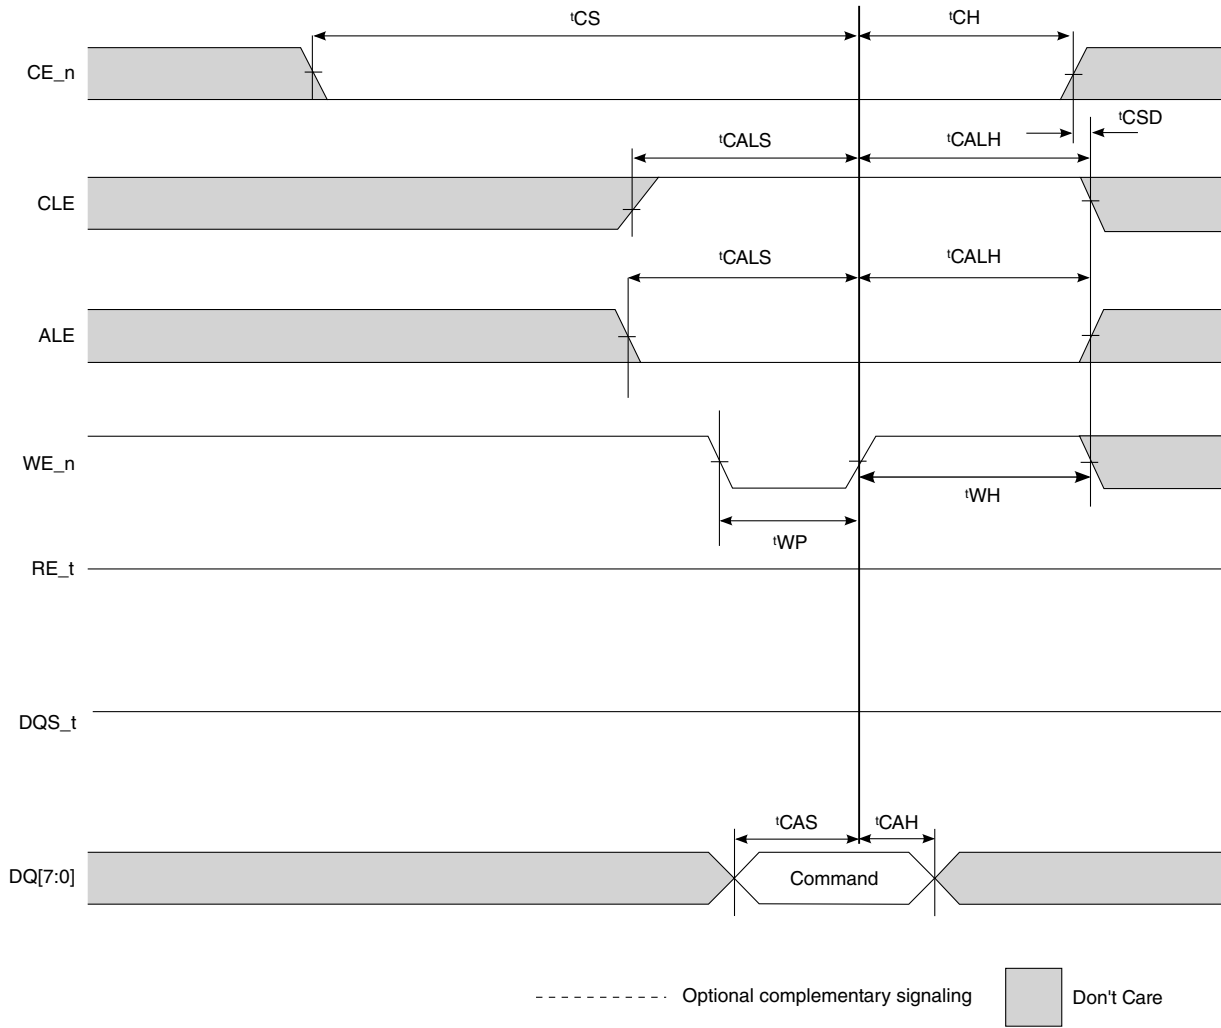 tCS
tCH
CE_n
tCSD
tCALS
tCALH
CLE
tCALS
tCALH
ALE
WE_n
tWH
tWP
RE_t
DQS_t
tCAS
tCAH
DQ[7:0]
Command
Optional complementary signaling
Don't Care